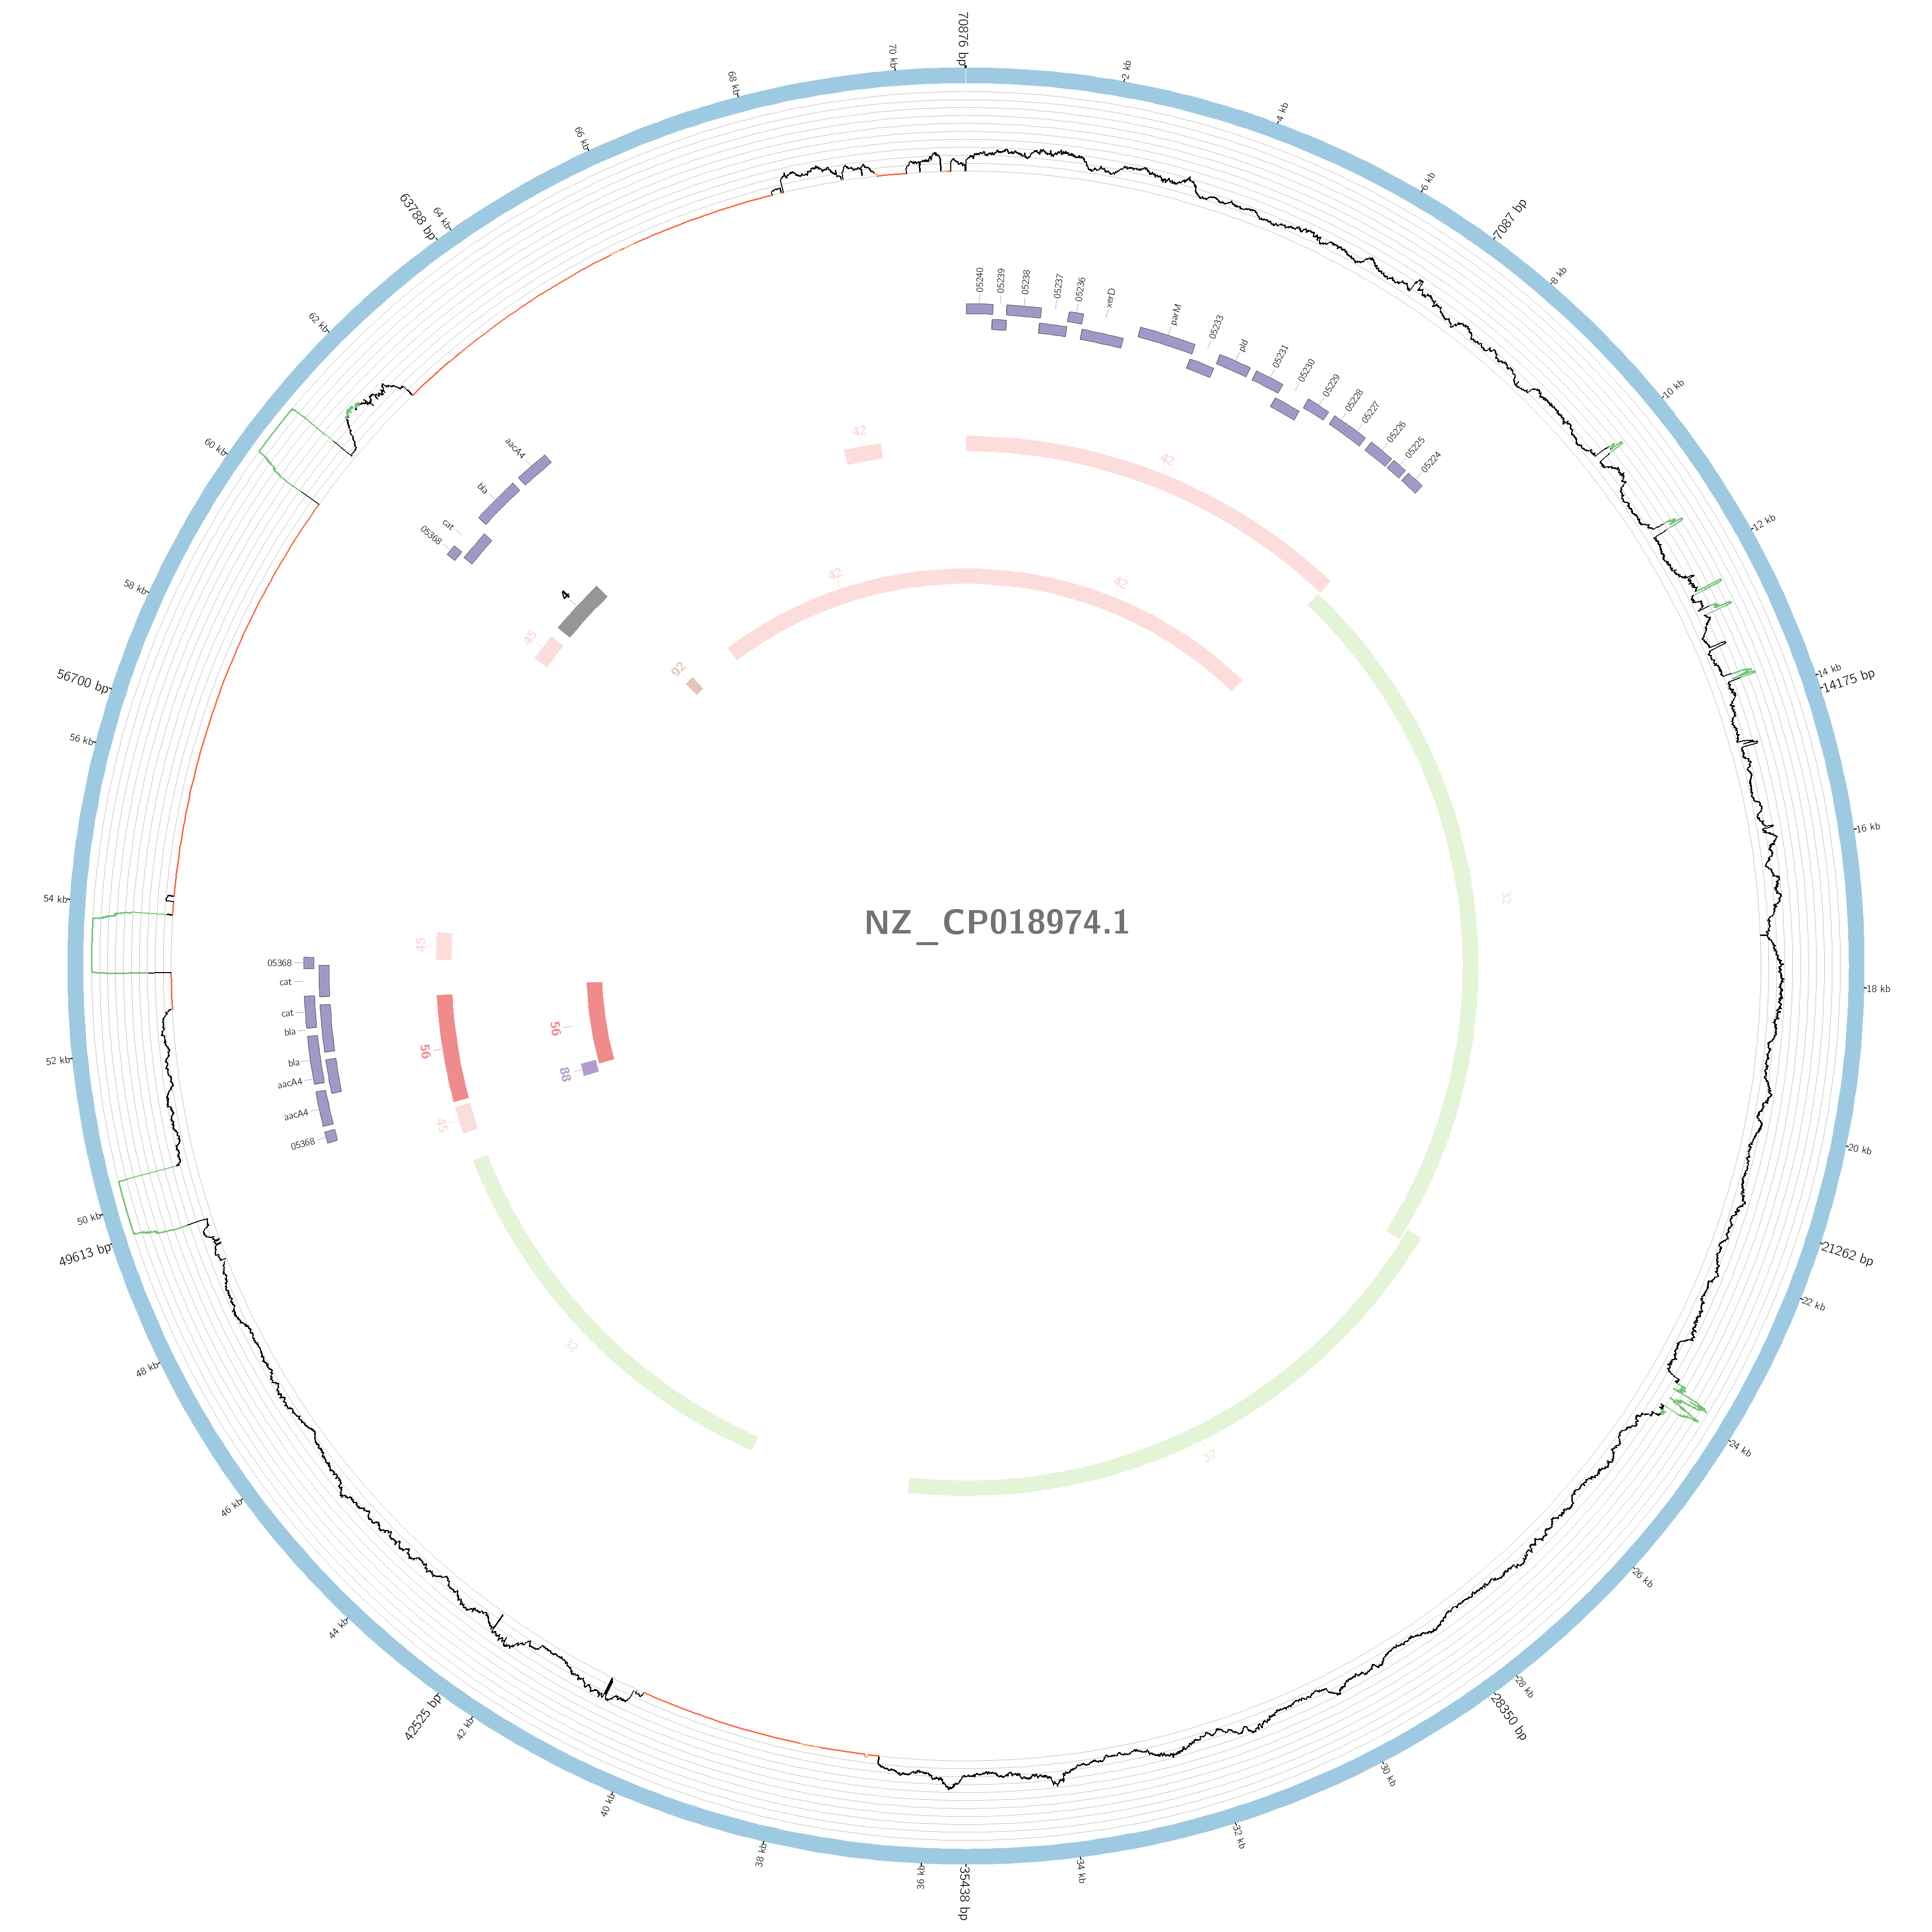 70876 bp
2 kb
4 kb
6 kb
7087 bp
8 kb
10 kb
12 kb
14 kb
14175 bp
16 kb
18 kb
20 kb
21262 bp
22 kb
24 kb
26 kb
28 kb
28350 bp
30 kb
32 kb
34 kb
35438 bp
36 kb
38 kb
40 kb
42 kb
42525 bp
44 kb
46 kb
48 kb
49613 bp
50 kb
52 kb
54 kb
56 kb
56700 bp
58 kb
60 kb
62 kb
63788 bp
64 kb
66 kb
68 kb
70 kb
05240
05239
05238
05237
05236
xerD
parM
05233
pld
05231
05230
05229
05228
05227
05226
05225
05224
aacA4
bla
cat
05368
05368
cat
cat
bla
bla
aacA4
aacA4
05368
42
42
42
42
4
45
92
45
56
45
56
88
32
32
32
NZ_CP018974.1